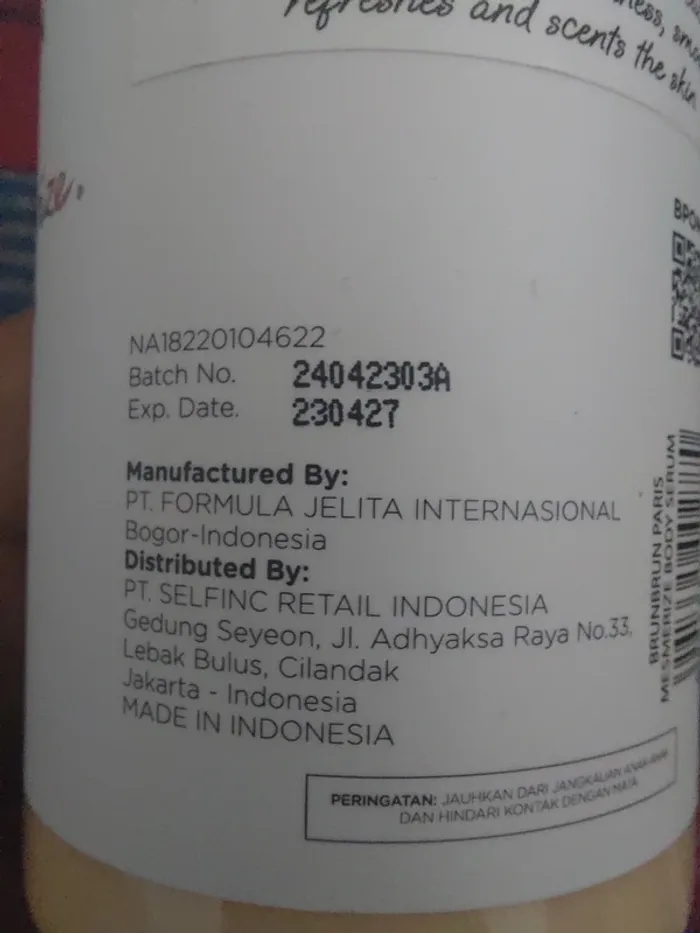 refreshes and scents the skin
NA18220104622
Batch No. 24042303A
Exp. Date. 230427
Manufactured By:
PT. FORMULA JELITA INTERNASIONAL
Bogor-Indonesia
Distributed By:
PT. SELFINC RETAIL INDONESIA
Gedung Seyeon, Jl. Adhyaksa Raya No.33,
Lebak Bulus, Cilandak
Jakarta - Indonesia
MADE IN INDONESIA
PERINGATAN: JAUHKAN DARI JANGKAUAN ANAK-ANAK
DAN HINDARI KONTAK DENGAN MATA
BRUNBRUN PARIS
MESMERIZE BODY SERUM